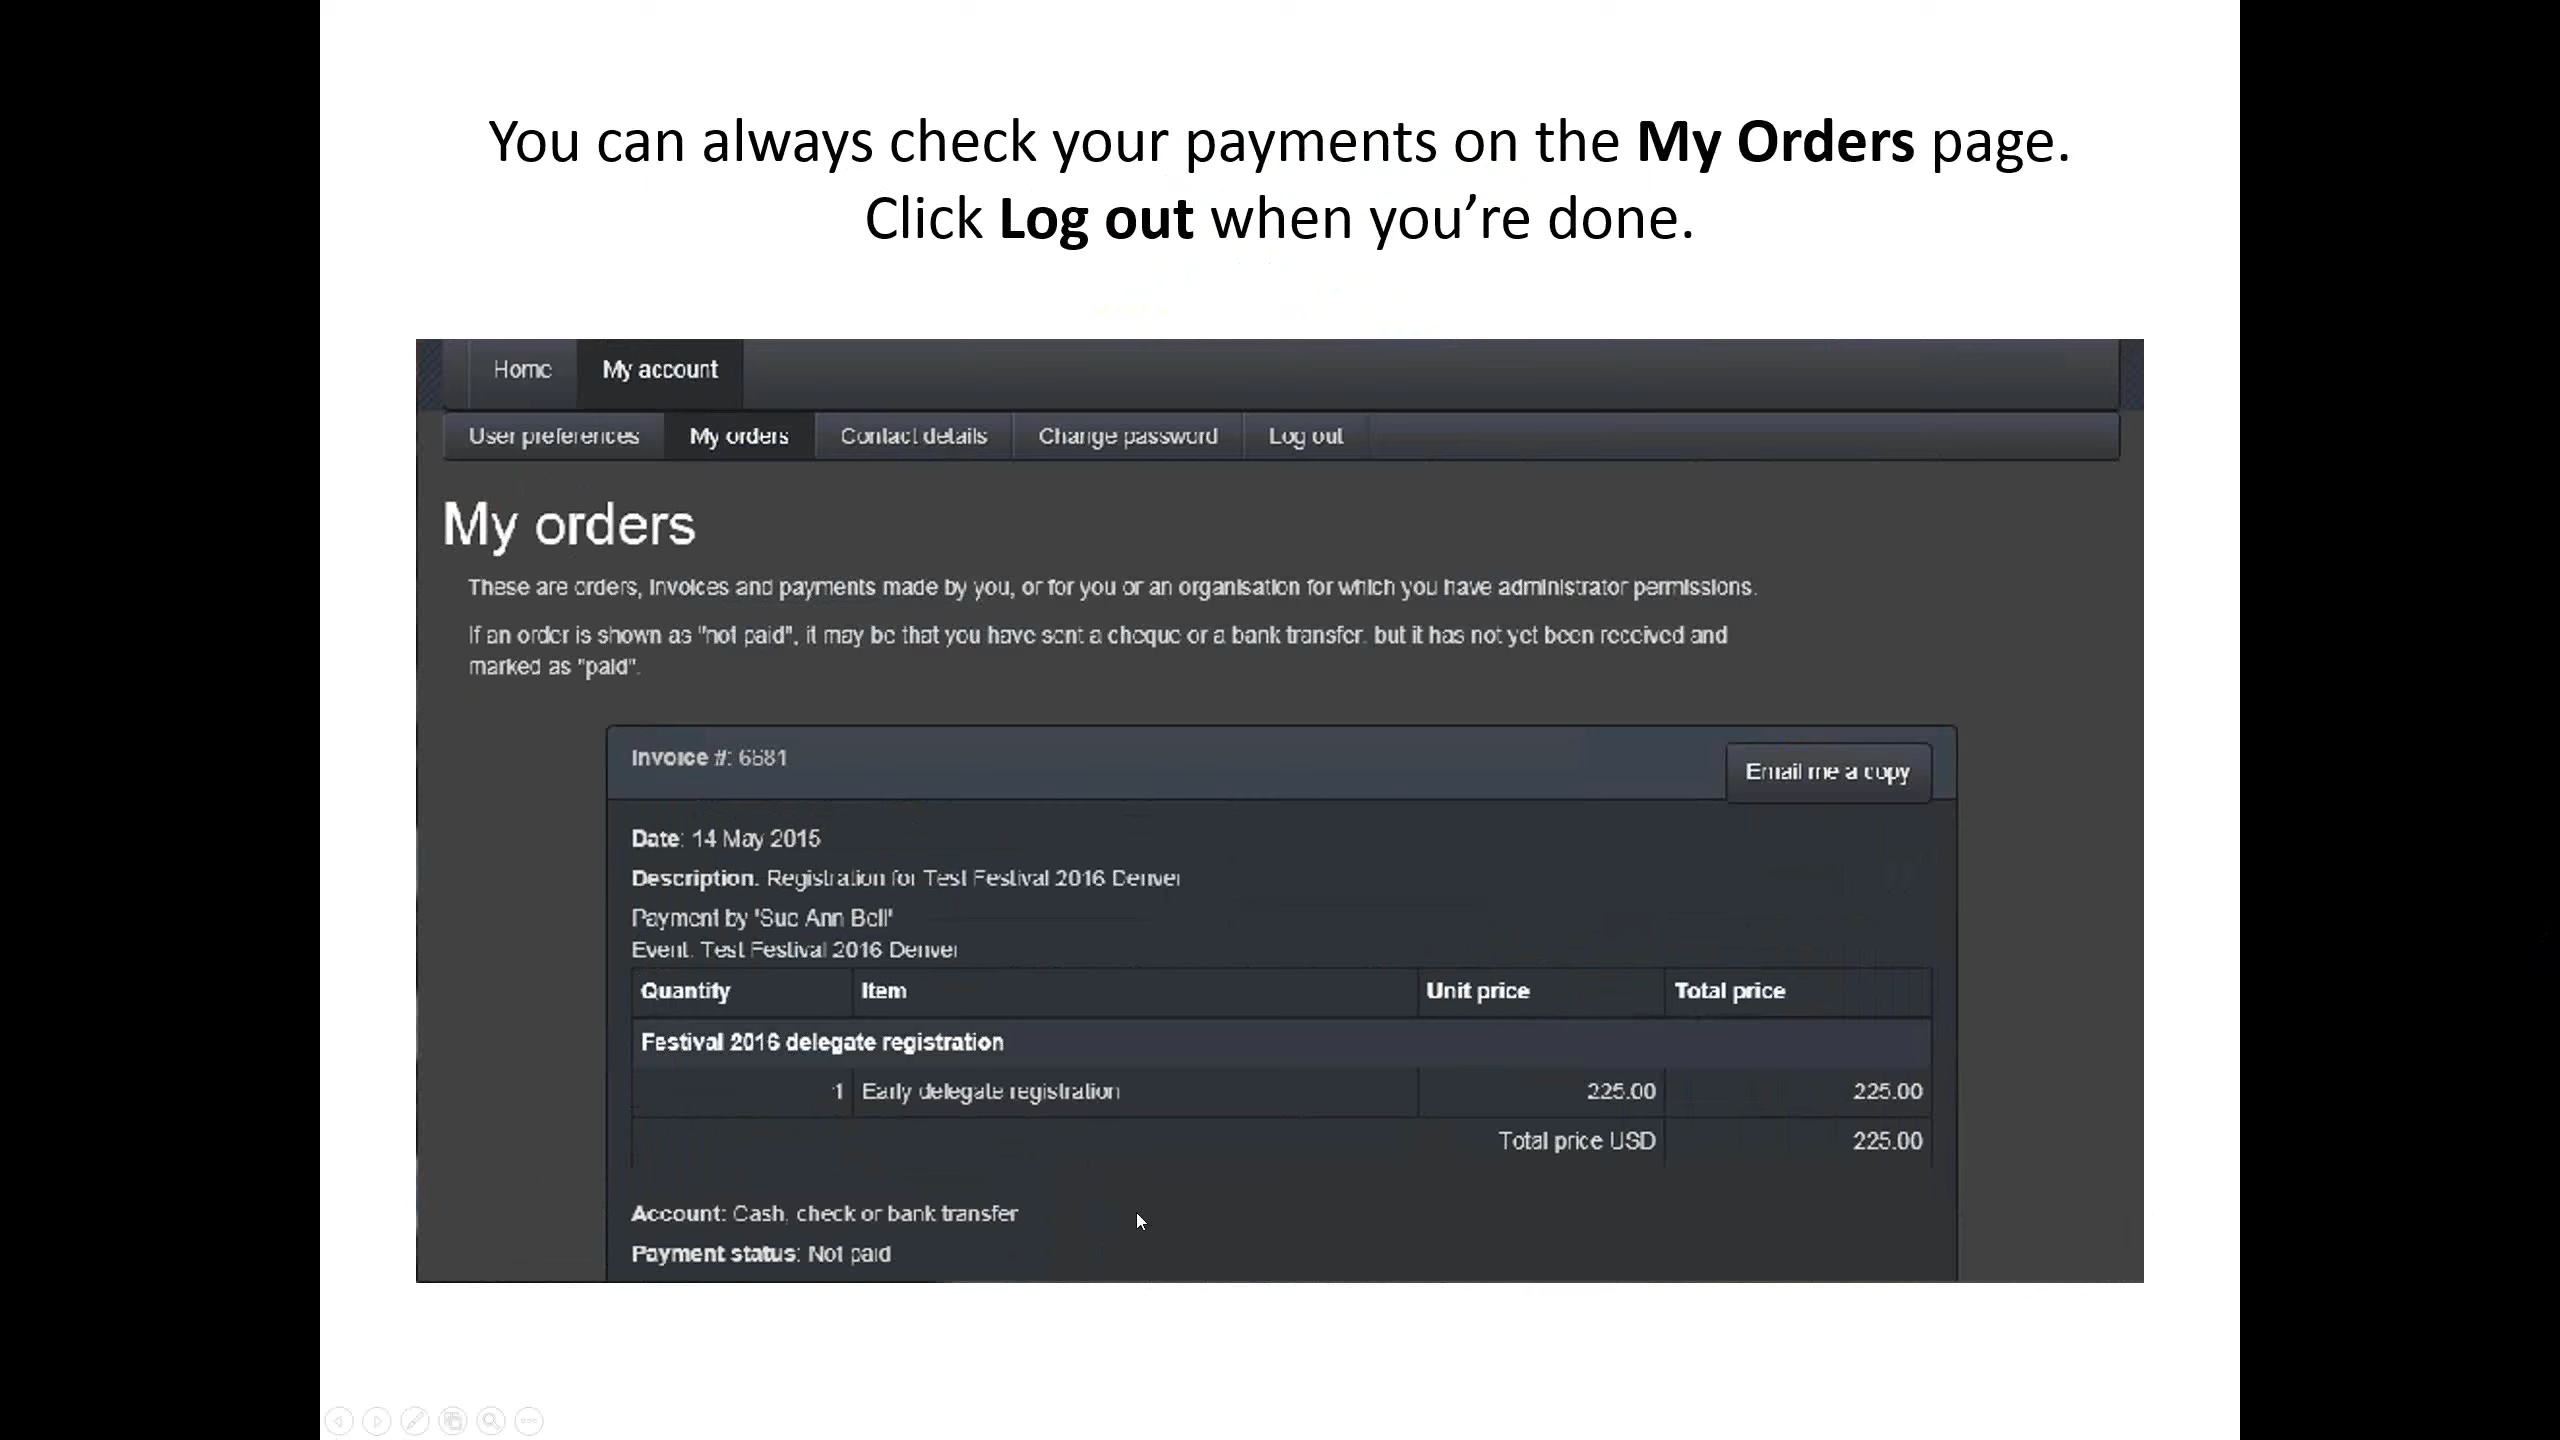 You can always check your payments on the My Orders page.
Click Log out when you’re done.
Home My account
User preferences My orders Contact details Change password Log out
My orders
These are orders, invoices and payments made by you, or for you or an organisation for which you have administrator permissions.
If an order is shown as "not paid", it may be that you have sent a cheque or a bank transfer, but it has not yet been received and
marked as "paid".
Invoice #:
Email me a copy
Date: 14 May 2015
Description: Registration for Test Festival 2016 Denver
Payment by 'Sue Ann Bell'
Event: Test Festival 2016 Denver
Quantity Item Unit price Total price
Festival 2016 delegate registration
1 Early delegate registration 225.00 225.00
Total price USD 225.00
Account: Cash, check or bank transfer
Payment status: Not paid